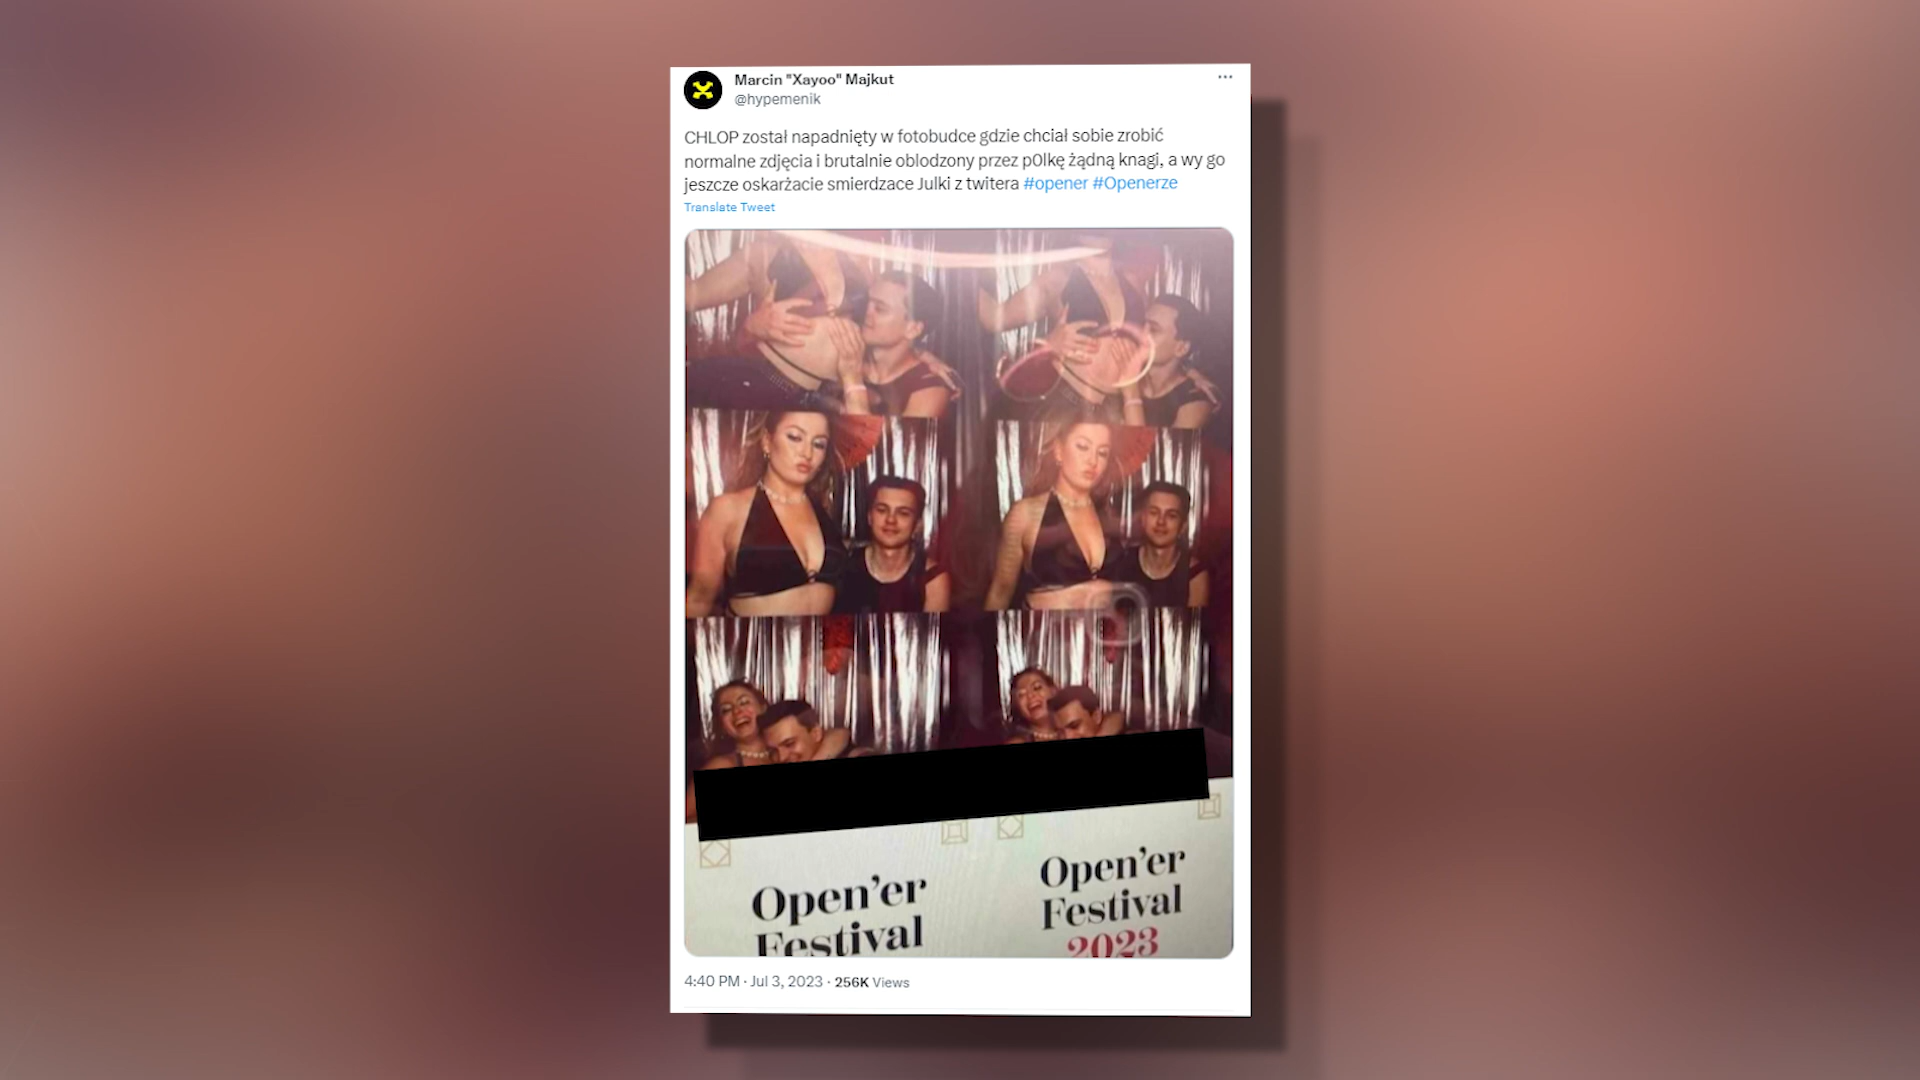 Marcin "Xayoo" Majkut
@hypemenik
CHLOP został napadnięty w fotobudce gdzie chciał sobie zrobić
normalne zdjęcia i brutalnie oblodzony przez p0lkę żądną knagi, a wy go
jeszcze oskarżacie smierdzace Julki z twitera #opener #Openerze
Translate Tweet
Open'er
Festival
Open'er
Festival
2023
4:40 PM · Jul 3, 2023 · 256K Views